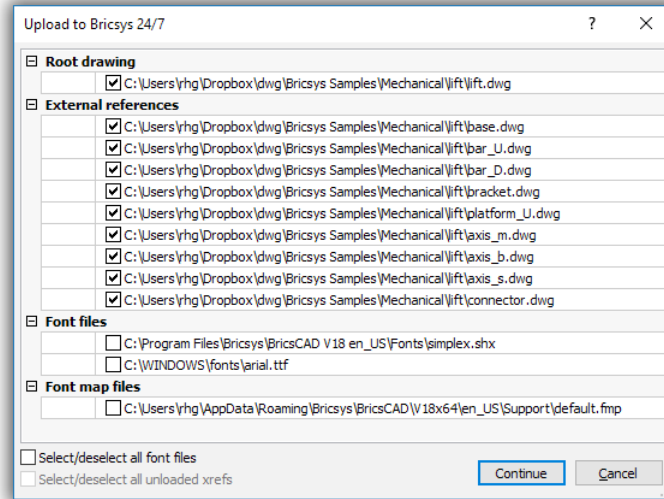 Upload to Bricsys 24/7
Root drawing
C:\Users\rhg\Dropbox\dwg\Bricsys Samples\Mechanical\lift\lift.dwg
External references
C:\Users\rhg\Dropbox\dwg\Bricsys Samples\Mechanical\lift\base.dwg
C:\Users\rhg\Dropbox\dwg\Bricsys Samples\Mechanical\lift\bar_U.dwg
C:\Users\rhg\Dropbox\dwg\Bricsys Samples\Mechanical\lift\bar_D.dwg
C:\Users\rhg\Dropbox\dwg\Bricsys Samples\Mechanical\lift\bracket.dwg
C:\Users\rhg\Dropbox\dwg\Bricsys Samples\Mechanical\lift\platform_U.dwg
C:\Users\rhg\Dropbox\dwg\Bricsys Samples\Mechanical\lift\axis_m.dwg
C:\Users\rhg\Dropbox\dwg\Bricsys Samples\Mechanical\lift\axis_b.dwg
C:\Users\rhg\Dropbox\dwg\Bricsys Samples\Mechanical\lift\axis_s.dwg
C:\Users\rhg\Dropbox\dwg\Bricsys Samples\Mechanical\lift\connector.dwg
Font files
C:\Program Files\Bricsys\BricsCAD V18 en_US\Fonts\simplex.shx
C:\WINDOWS\fonts\arial.ttf
Font map files
C:\Users\rhg\AppData\Roaming\Bricsys\BricsCAD\V18x64\en_US\Support\default.fmp
Select/deselect all font files
Select/deselect all unloaded xrefs
Continue
Cancel